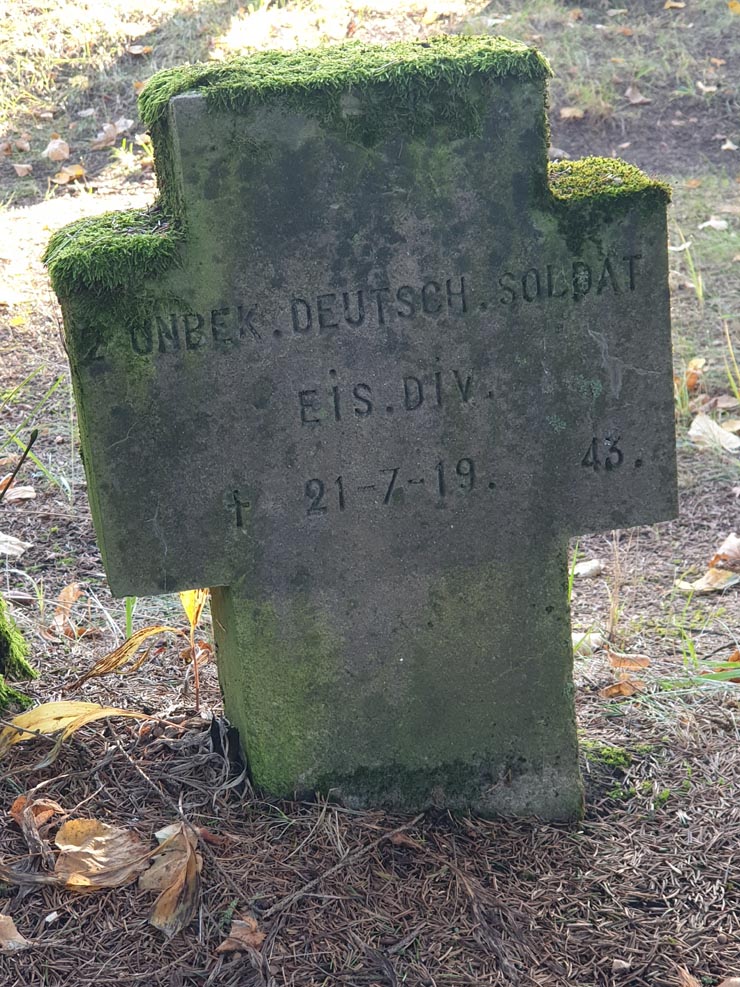 2 UNBEK. DEUTSCH. SOLDAT
EIS. DIV.
† 21-7-19. 43.